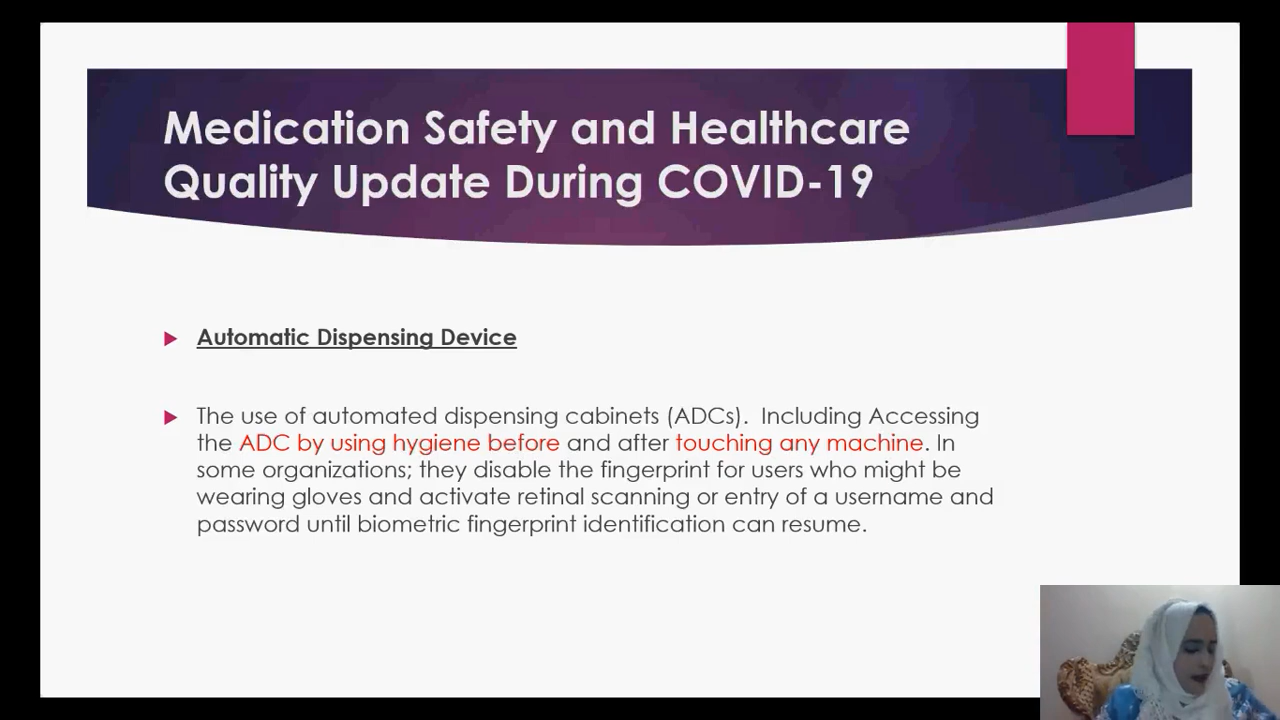 Medication Safety and Healthcare
Quality Update During COVID-19
Automatic Dispensing Device
The use of automated dispensing cabinets (ADCs).  Including Accessing
the ADC by using hygiene before and after touching any machine. In
some organizations; they disable the fingerprint for users who might be
wearing gloves and activate retinal scanning or entry of a username and
password until biometric fingerprint identification can resume.